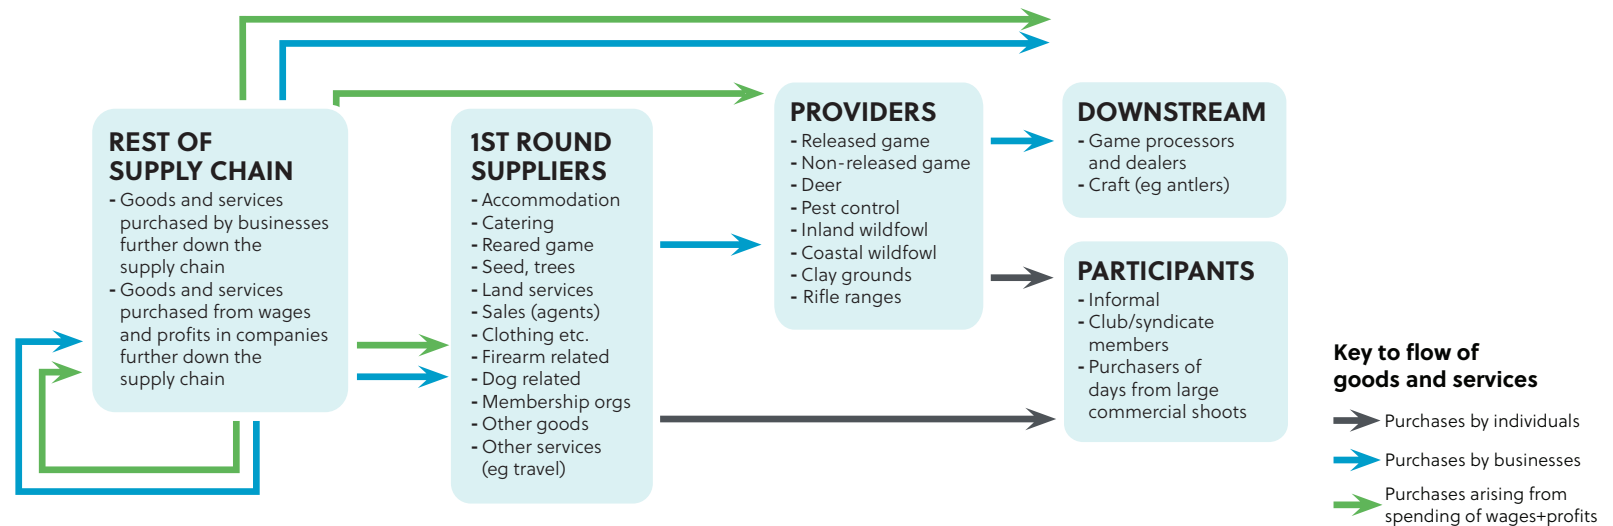 REST OF
SUPPLY CHAIN
- Goods and services
purchased by businesses
further down the
supply chain
- Goods and services
purchased from wages
and profits in companies
further down the
supply chain
1ST ROUND
SUPPLIERS
- Accommodation
- Catering
- Reared game
- Seed, trees
- Land services
- Sales (agents)
- Clothing etc.
- Firearm related
- Dog related
- Membership orgs
- Other goods
- Other services
(eg travel)
PROVIDERS
- Released game
- Non-released game
- Deer
- Pest control
- Inland wildfowl
- Coastal wildfowl
- Clay grounds
- Rifle ranges
DOWNSTREAM
- Game processors
and dealers
- Craft (eg antlers)
PARTICIPANTS
- Informal
- Club/syndicate
members
- Purchasers of
days from large
commercial shoots
Key to flow of
goods and services
Purchases by individuals
Purchases by businesses
Purchases arising from
spending of wages+profits